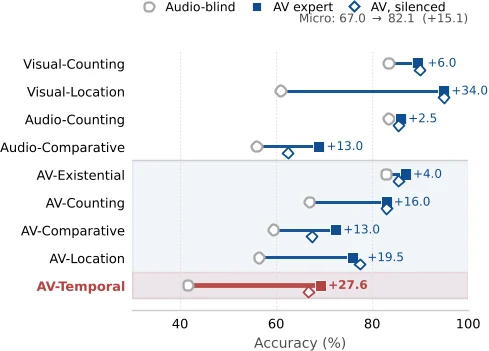 Audio-blind AV expert AV, silenced
Micro: 67.0 → 82.1 (+15.1)
Visual-Counting +6.0
Visual-Location +34.0
Audio-Counting +2.5
Audio-Comparative +13.0
AV-Existential +4.0
AV-Counting +16.0
AV-Comparative +13.0
AV-Location +19.5
AV-Temporal +27.6
40 60 80 100
Accuracy (%)